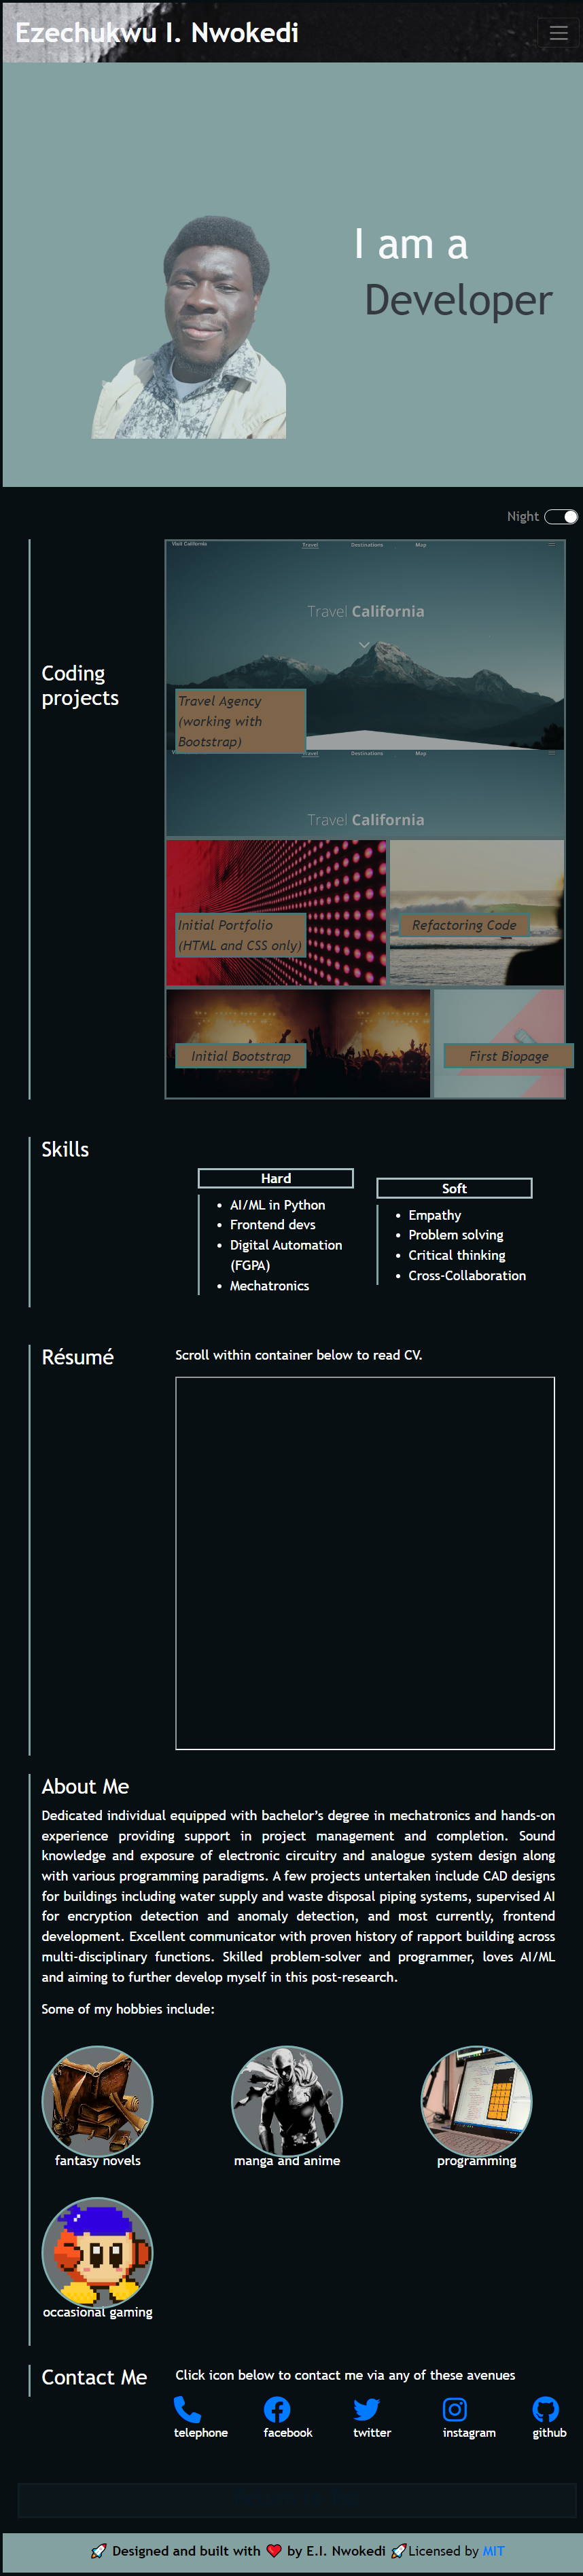 Ezechukwu I. Nwokedi
I am a
Developer
Night
Visit California
Travel
Destinations
Map
Travel California
Coding
projects
Travel Agency
(working with
Bootstrap)
Travel
Destinations
Map
Travel California
Initial Portfolio
(HTML and CSS only)
Refactoring Code
Initial Bootstrap
First Biopage
Skills
Hard
AI/ML in Python
Frontend devs
Digital Automation
(FGPA)
Mechatronics
Soft
Empathy
Problem solving
Critical thinking
Cross-Collaboration
Résumé
Scroll within container below to read CV.
About Me
Dedicated individual equipped with bachelor's degree in mechatronics and hands-on
experience providing support in project management and completion. Sound
knowledge and exposure of electronic circuitry and analogue system design along
with various programming paradigms. A few projects undertaken include CAD designs
for buildings including water supply and waste disposal piping systems, supervised AI
for encryption detection and anomaly detection, and most currently, frontend
development. Excellent communicator with proven history of rapport building across
multi-disciplinary functions. Skilled problem-solver and programmer, loves AI/ML
and aiming to further develop myself in this post-research.
Some of my hobbies include:
fantasy novels
manga and anime
programming
occasional gaming
Contact Me
Click icon below to contact me via any of these avenues
telephone
facebook
twitter
instagram
github
🚀 Designed and built with ❤️ by E.I. Nwokedi 🚀Licensed by MIT